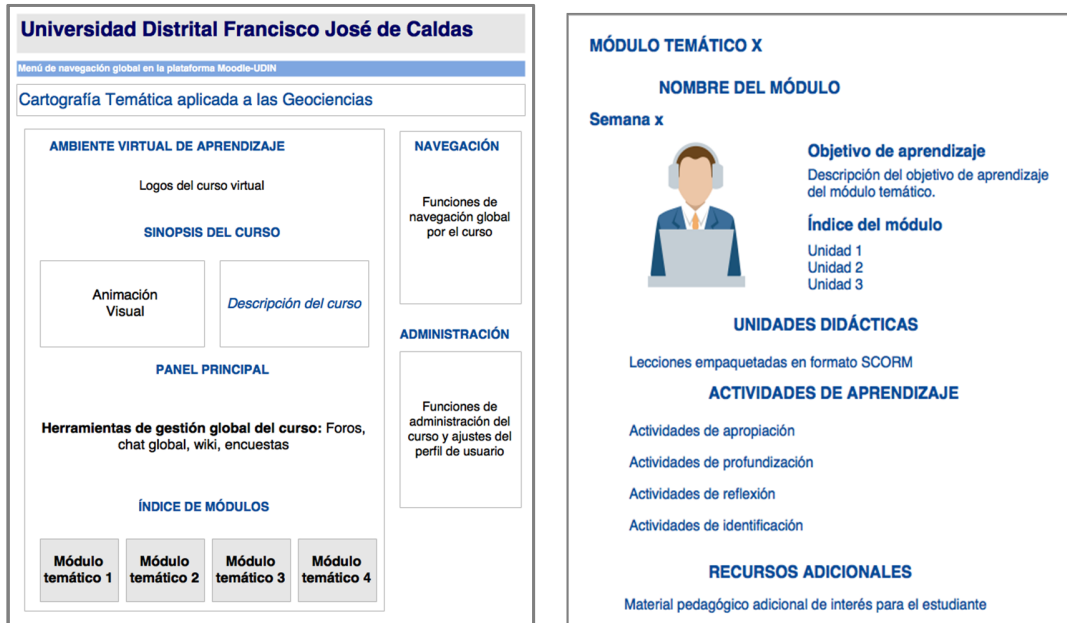 Universidad Distrital Francisco José de Caldas
Menú de navegación global en la plataforma Moodle-UDIN
Cartografía Temática aplicada a las Geociencias
AMBIENTE VIRTUAL DE APRENDIZAJE
Logos del curso virtual
SINOPSIS DEL CURSO
Animación
Visual
Descripción del curso
PANEL PRINCIPAL
Herramientas de gestión global del curso: Foros,
chat global, wiki, encuestas
ÍNDICE DE MÓDULOS
Módulo
temático 1
Módulo
temático 2
Módulo
temático 3
Módulo
temático 4
NAVEGACIÓN
Funciones de
navegación global
por el curso
ADMINISTRACIÓN
Funciones de
administración del
curso y ajustes del
perfil de usuario
MÓDULO TEMÁTICO X
NOMBRE DEL MÓDULO
Semana x
Objetivo de aprendizaje
Descripción del objetivo de aprendizaje
del módulo temático.
Índice del módulo
Unidad 1
Unidad 2
Unidad 3
UNIDADES DIDÁCTICAS
Lecciones empaquetadas en formato SCORM
ACTIVIDADES DE APRENDIZAJE
Actividades de apropiación
Actividades de profundización
Actividades de reflexión
Actividades de identificación
RECURSOS ADICIONALES
Material pedagógico adicional de interés para el estudiante